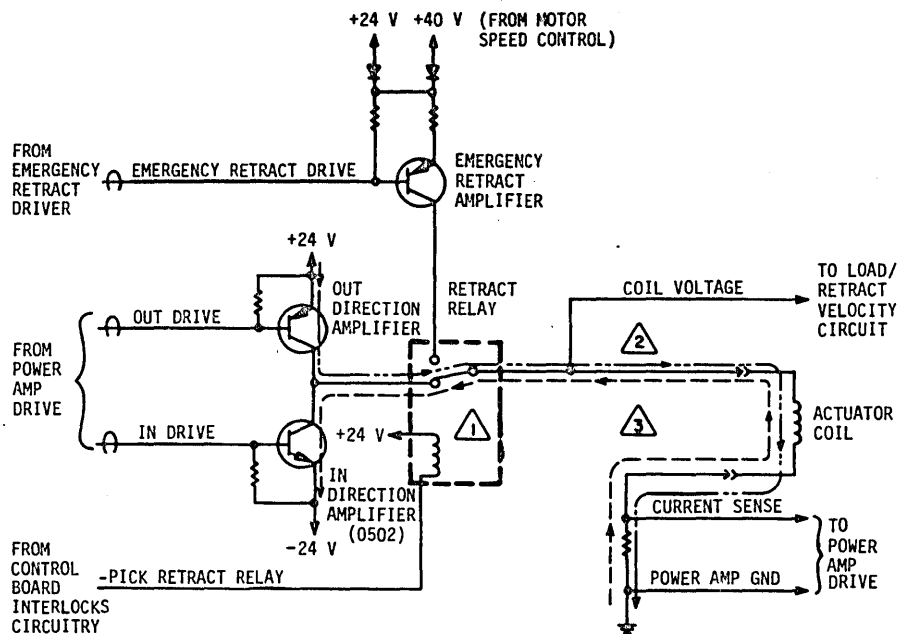 +24 V +40 V (FROM MOTOR
SPEED CONTROL)
FROM
EMERGENCY
RETRACT
DRIVER
EMERGENCY RETRACT DRIVE
EMERGENCY
RETRACT
AMPLIFIER
+24 V
OUT
DIRECTION
AMPLIFIER
RETRACT
RELAY
COIL VOLTAGE
TO LOAD/
RETRACT
VELOCITY
CIRCUIT
OUT DRIVE
FROM
POWER
AMP
DRIVE
IN DRIVE
2
1
3
+24 V
ACTUATOR
COIL
IN
DIRECTION
AMPLIFIER
(0502)
-24 V
CURRENT SENSE
TO
POWER
AMP
DRIVE
POWER AMP GND
FROM
CONTROL
BOARD
INTERLOCKS
CIRCUITRY
-PICK RETRACT RELAY